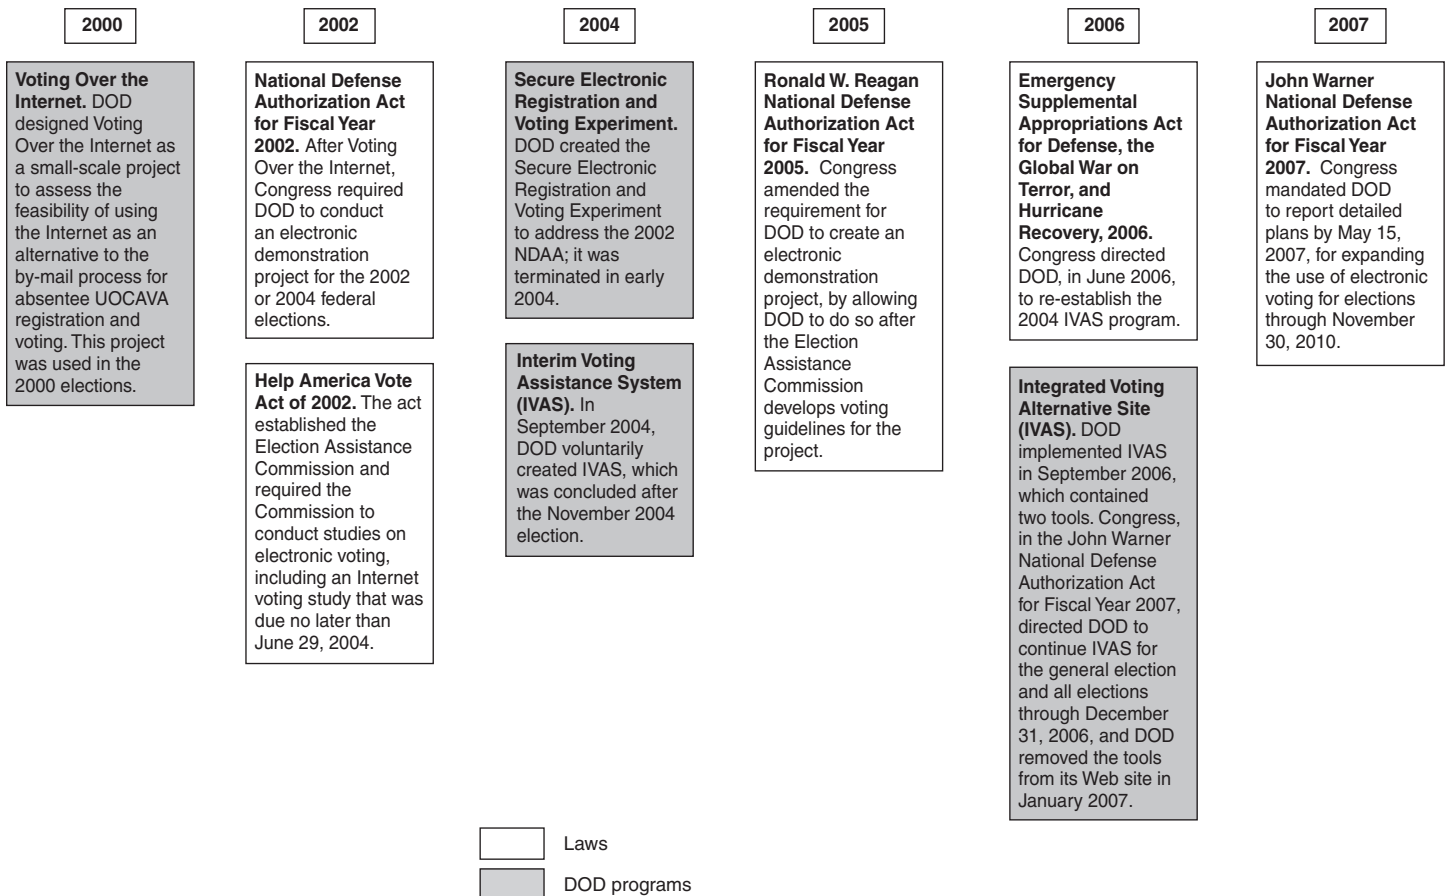 2000
Voting Over the
Internet. DOD
designed Voting
Over the Internet as
a small-scale project
to assess the
feasibility of using
the Internet as an
alternative to the
by-mail process for
absentee UOCAVA
registration and
voting. This project
was used in the
2000 elections.
2002
National Defense
Authorization Act
for Fiscal Year
2002. After Voting
Over the Internet,
Congress required
DOD to conduct
an electronic
demonstration
project for the 2002
or 2004 federal
elections.
Help America Vote
Act of 2002. The act
established the
Election Assistance
Commission and
required the
Commission to
conduct studies on
electronic voting,
including an Internet
voting study that was
due no later than
June 29, 2004.
2004
Secure Electronic
Registration and
Voting Experiment.
DOD created the
Secure Electronic
Registration and
Voting Experiment
to address the 2002
NDAA; it was
terminated in early
2004.
Interim Voting
Assistance System
(IVAS). In
September 2004,
DOD voluntarily
created IVAS, which
was concluded after
the November 2004
election.
2005
Ronald W. Reagan
National Defense
Authorization Act
for Fiscal Year
2005. Congress
amended the
requirement for
DOD to create an
electronic
demonstration
project, by allowing
DOD to do so after
the Election
Assistance
Commission
develops voting
guidelines for the
project.
2006
Emergency
Supplemental
Appropriations Act
for Defense, the
Global War on
Terror, and
Hurricane
Recovery, 2006.
Congress directed
DOD, in June 2006,
to re-establish the
2004 IVAS program.
Integrated Voting
Alternative Site
(IVAS). DOD
implemented IVAS
in September 2006,
which contained
two tools. Congress,
in the John Warner
National Defense
Authorization Act
for Fiscal Year 2007,
directed DOD to
continue IVAS for
the general election
and all elections
through December
31, 2006, and DOD
removed the tools
from its Web site in
January 2007.
2007
John Warner
National Defense
Authorization Act
for Fiscal Year
2007. Congress
mandated DOD
to report detailed
plans by May 15,
2007, for expanding
the use of electronic
voting for elections
through November
30, 2010.
Laws
DOD programs